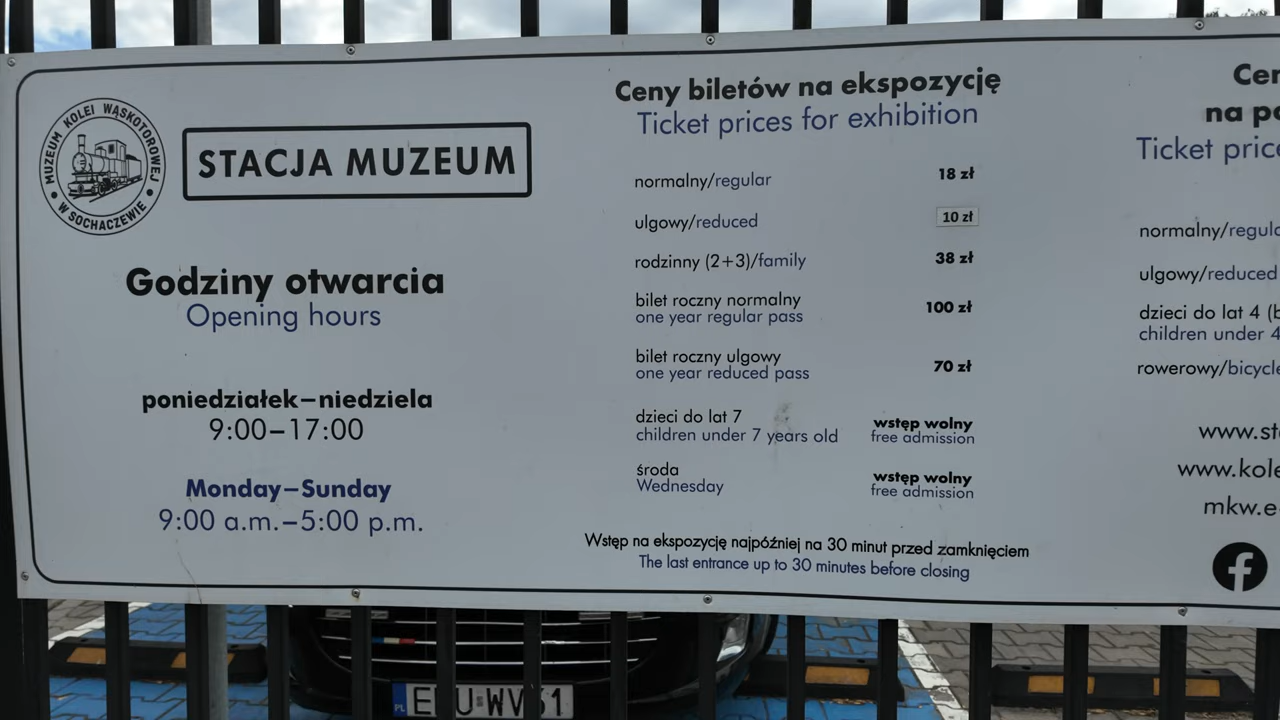 MUZEUM KOLEI WĄSKOTOROWEJ
• W SOCHACZEWIE •
STACJA MUZEUM
Godziny otwarcia
Opening hours
poniedziałek–niedziela
9:00–17:00
Monday–Sunday
9:00 a.m.–5:00 p.m.
Ceny biletów na ekspozycję
Ticket prices for exhibition
normalny/regular 18 zł
ulgowy/reduced 10 zł
rodzinny (2+3)/family 38 zł
bilet roczny normalny
one year regular pass
100 zł
bilet roczny ulgowy
one year reduced pass
70 zł
dzieci do lat 7
children under 7 years old
wstęp wolny
free admission
środa
Wednesday
wstęp wolny
free admission
Wstęp na ekspozycję najpóźniej na 30 minut przed zamknięciem
The last entrance up to 30 minutes before closing
Cen
na po
Ticket price
normalny/regula
ulgowy/reduced
dzieci do lat 4 (b
children under 4
rowerowy/bicycle
www.st
www.kole
mkw.e-
PL